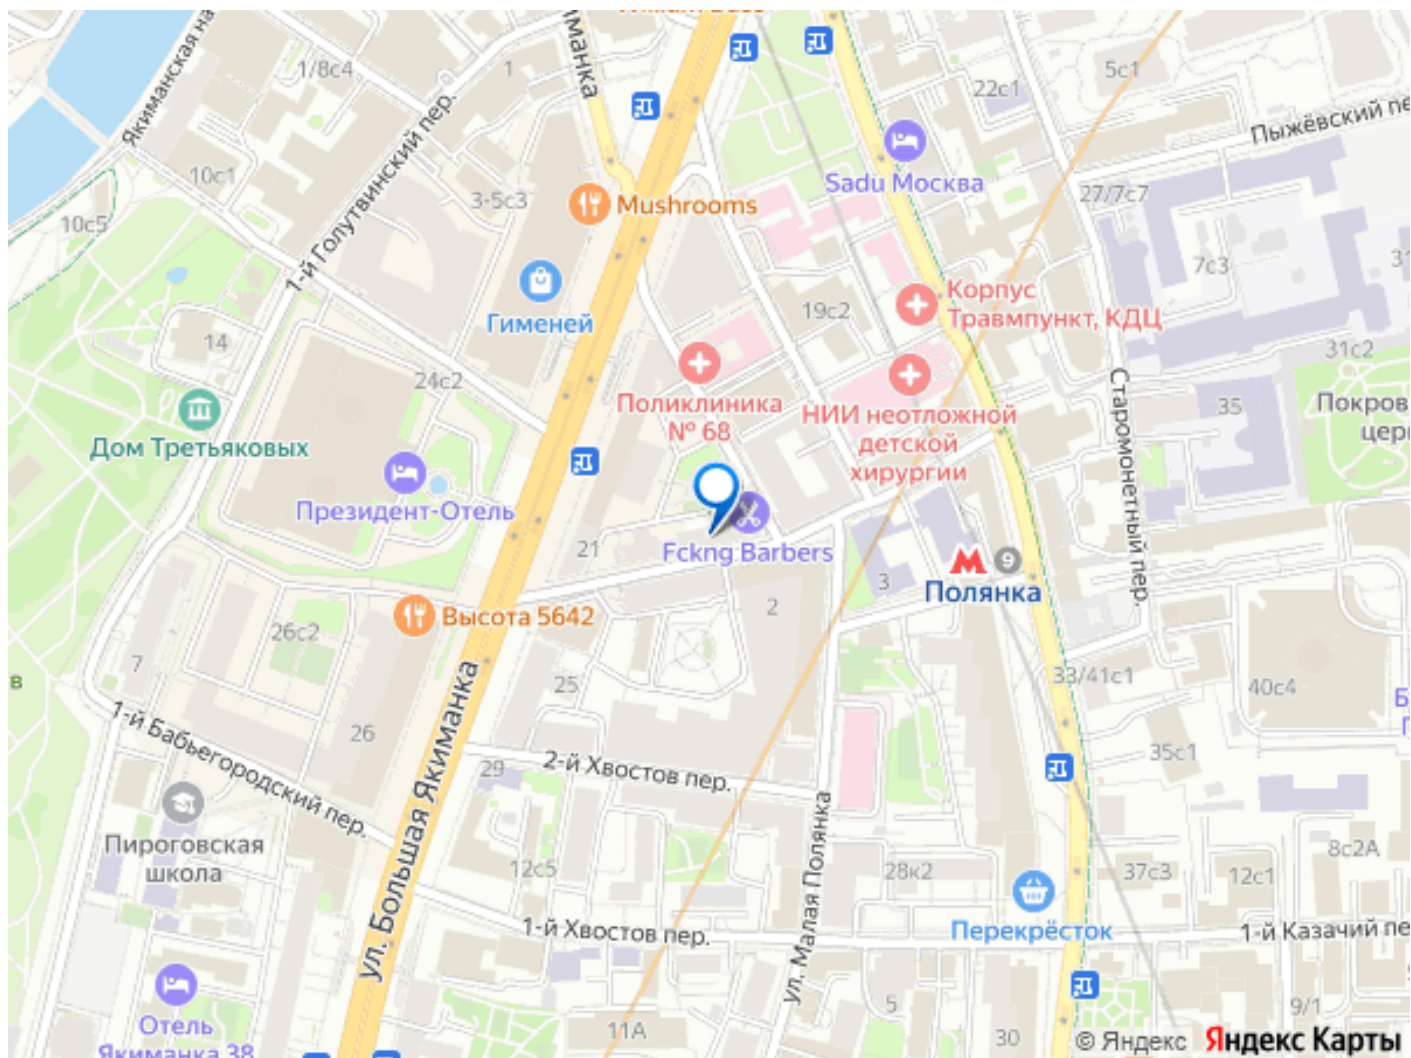 Якиманская на
1/8с4
1
иманка
22с1
5с1
Пыжёвский пе
10с1
1-й Голутвинский пер.
3-5с3
Mushrooms
Sadu Москва
27/7с7
10с5
7с3
31
Гименей
19с2
Корпус
Травмпункт, КДЦ
14
24с2
31с2
Дом Третьяковых
Поликлиника
№ 68
НИИ неотложной
детской
хирургии
35
Покров
цер
Старомонетный пер.
Президент-Отель
21
Fckng Barbers
3
9
Полянка
2
Высота 5642
26с2
7
в
25
33/41с1
40с4
Б
П
1-й Бабьегородский пер.
26
29
2-й Хвостов пер.
35с1
ул. Большая Якиманка
Пироговская
школа
12с5
28к2
37с3
12с1
8с2А
ул. Малая Полянка
Перекрёсток
1-й Хвостов пер.
1-й Казачий пе
Отель
Якиманка 38
5
11А
30
9/1
© Яндекс
Яндекс Карты